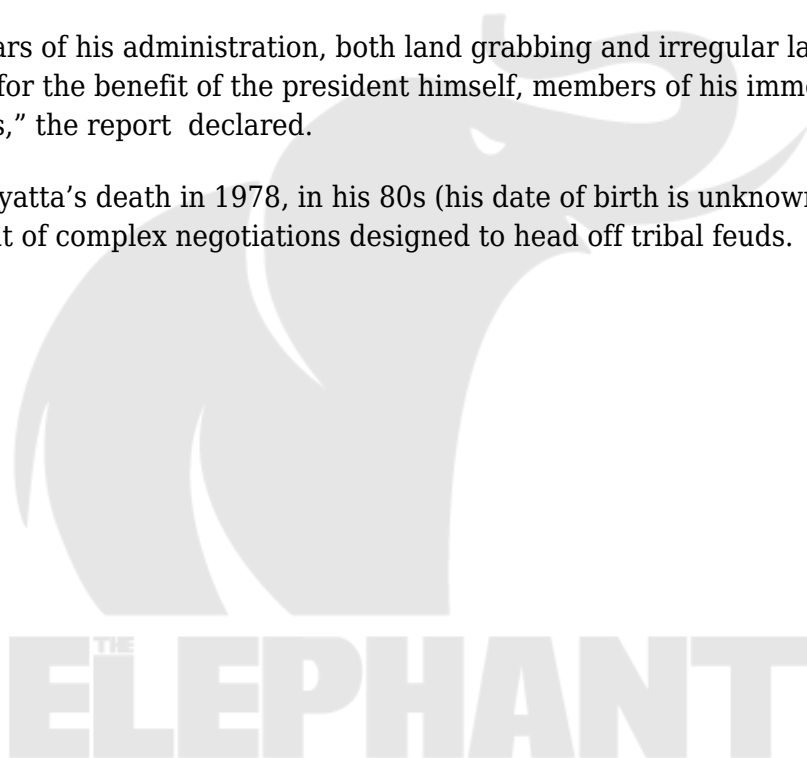 ars of his administration, both land grabbing and irregular la
for the benefit of the president himself, members of his imme
s,” the report  declared.
yatta’s death in 1978, in his 80s (his date of birth is unknown
t of complex negotiations designed to head off tribal feuds.
THE
ELEPHANT